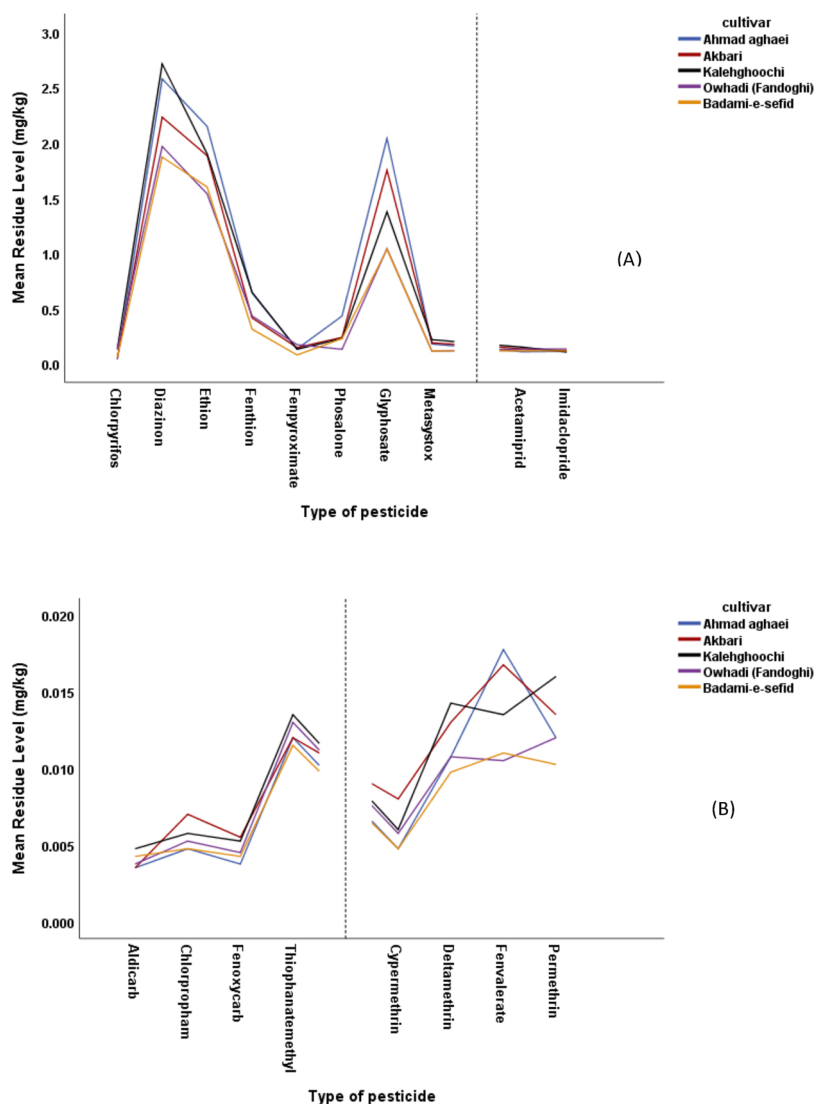 cultivar
Ahmad aghaei
Akbari
Kalehghoochi
Owhadi (Fandoghi)
Badami-e-sefid
Mean Residue Level (mg/kg)
3.0
2.5
2.0
1.5
1.0
0.5
0.0
(A)
Chlorpyrifos
Diazinon
Ethion
Fenthion
Fenpyroximate
Phosalone
Glyphosate
Metasystox
Acetamiprid
Imidaclopride
Type of pesticide
cultivar
Ahmad aghaei
Akbari
Kalehghoochi
Owhadi (Fandoghi)
Badami-e-sefid
Mean Residue Level (mg/kg)
0.020
0.015
0.010
0.005
0.000
(B)
Aldicarb
Chlorpropham
Fenoxycarb
Thiophanatemethyl
Cypermethrin
Deltamethrin
Fenvalerate
Permethrin
Type of pesticide